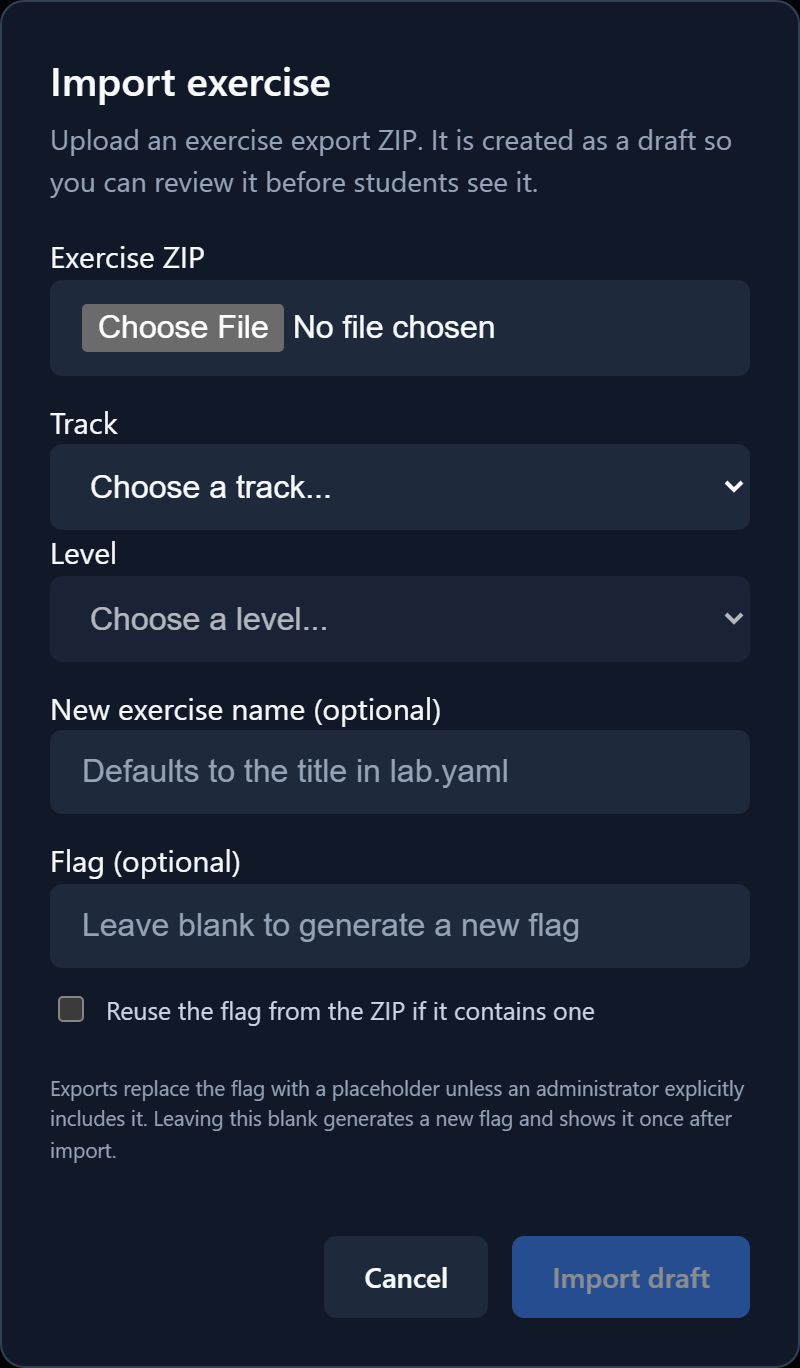 Import exercise
Upload an exercise export ZIP. It is created as a draft so
you can review it before students see it.
Exercise ZIP
Choose File No file chosen
Track
Choose a track...
Level
Choose a level...
New exercise name (optional)
Defaults to the title in lab.yaml
Flag (optional)
Leave blank to generate a new flag
Reuse the flag from the ZIP if it contains one
Exports replace the flag with a placeholder unless an administrator explicitly
includes it. Leaving this blank generates a new flag and shows it once after
import.
Cancel
Import draft